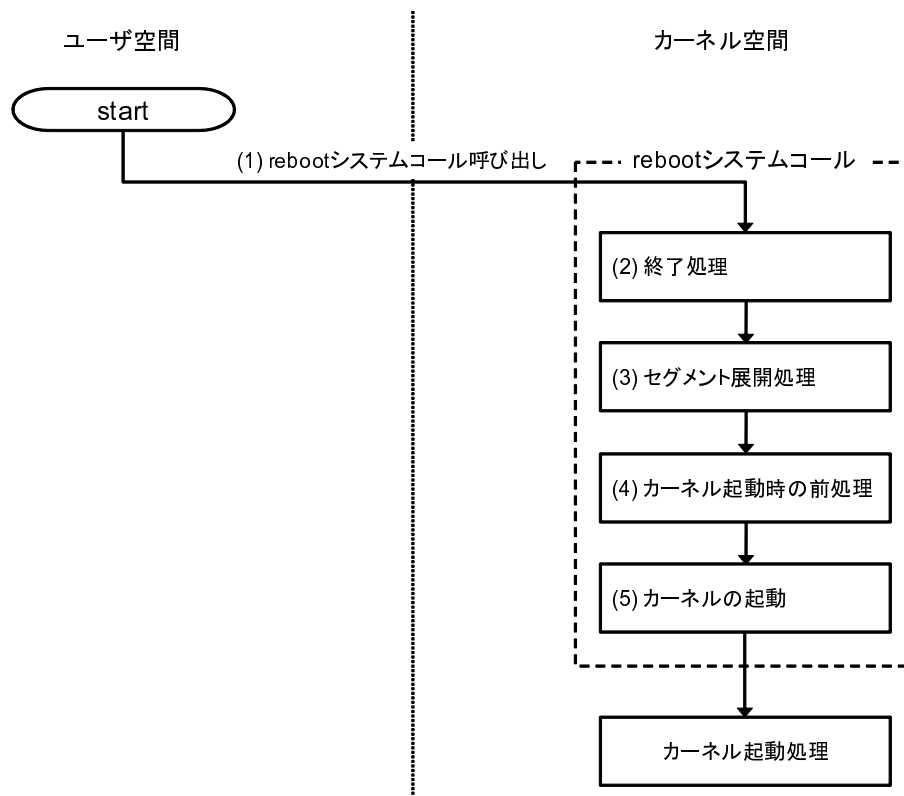 ユーザ空間
カーネル空間
start
(1) rebootシステムコール呼び出し
rebootシステムコール
(2) 終了処理
(3) セグメント展開処理
(4) カーネル起動時の前処理
(5) カーネルの起動
カーネル起動処理